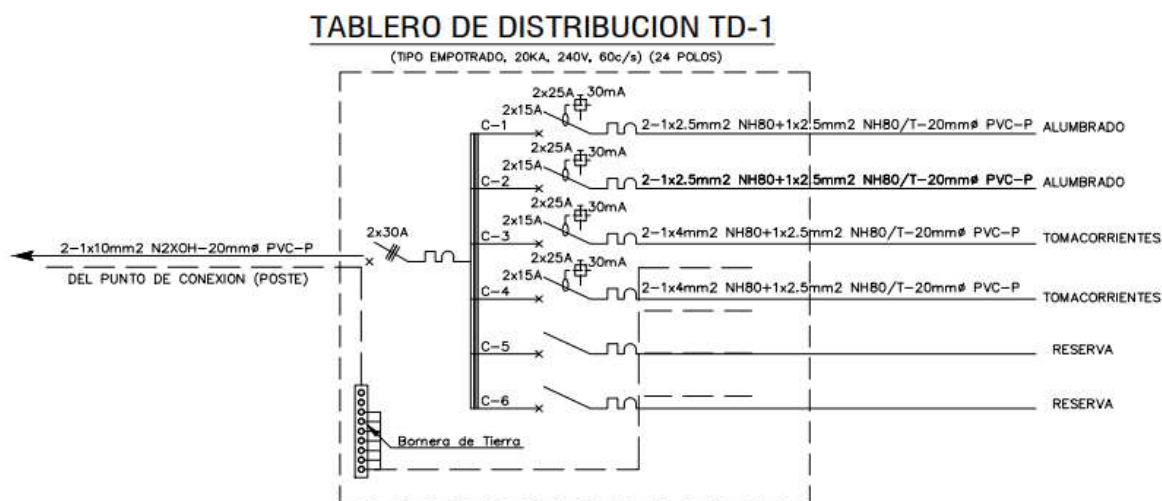 TABLERO DE DISTRIBUCION TD-1
(TIPO EMPOTRADO, 20KA, 240V, 60c/s) (24 POLOS)
2x25A 30mA
C-1 2x15A 2-1x2.5mm2 NH80+1x2.5mm2 NH80/T-20mmø PVC-P ALUMBRADO
2x25A 30mA
C-2 2x15A 2-1x2.5mm2 NH80+1x2.5mm2 NH80/T-20mmø PVC-P ALUMBRADO
2x25A 30mA
C-3 2x15A 2-1x4mm2 NH80+1x2.5mm2 NH80/T-20mmø PVC-P TOMACORRIENTES
2-1x10mm2 N2XOH-20mmø PVC-P 2x30A
DEL PUNTO DE CONEXION (POSTE)
2x25A 30mA
C-4 2x15A 2-1x4mm2 NH80+1x2.5mm2 NH80/T-20mmø PVC-P TOMACORRIENTES
C-5 RESERVA
C-6 RESERVA
Bornera de Tierra